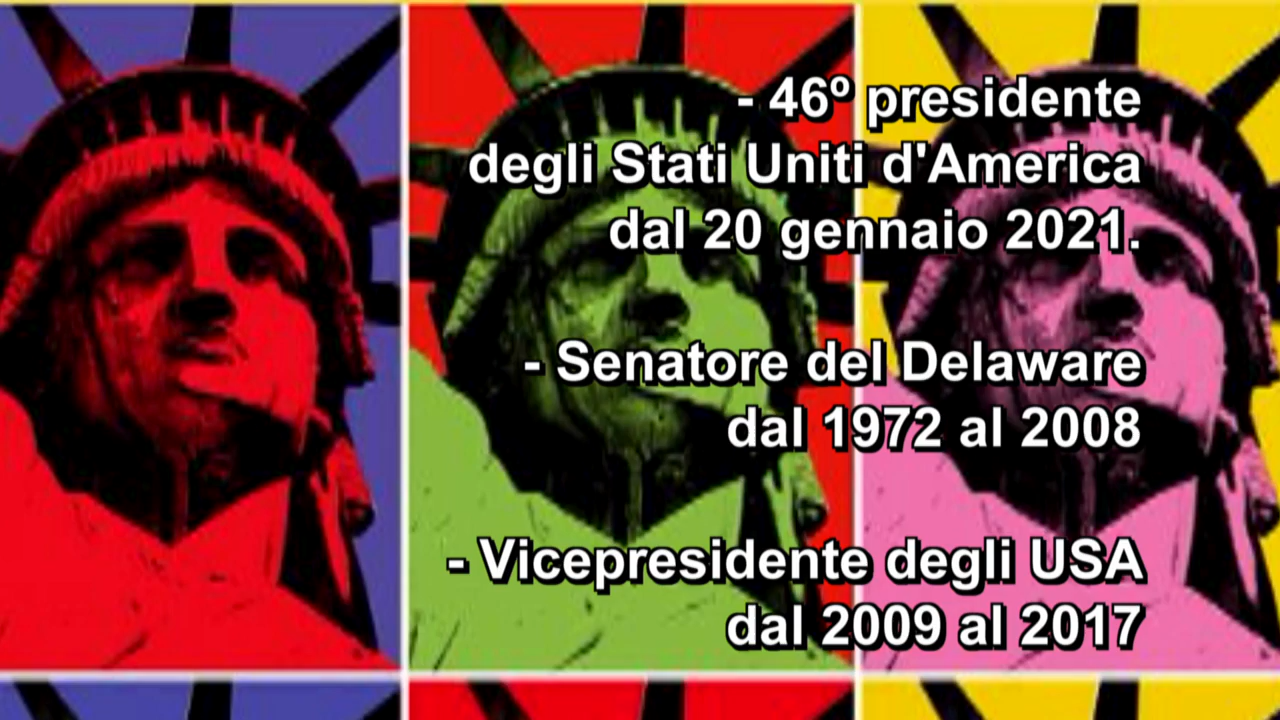 - 46º presidente
degli Stati Uniti d'America
dal 20 gennaio 2021.
- Senatore del Delaware
dal 1972 al 2008
- Vicepresidente degli USA
dal 2009 al 2017